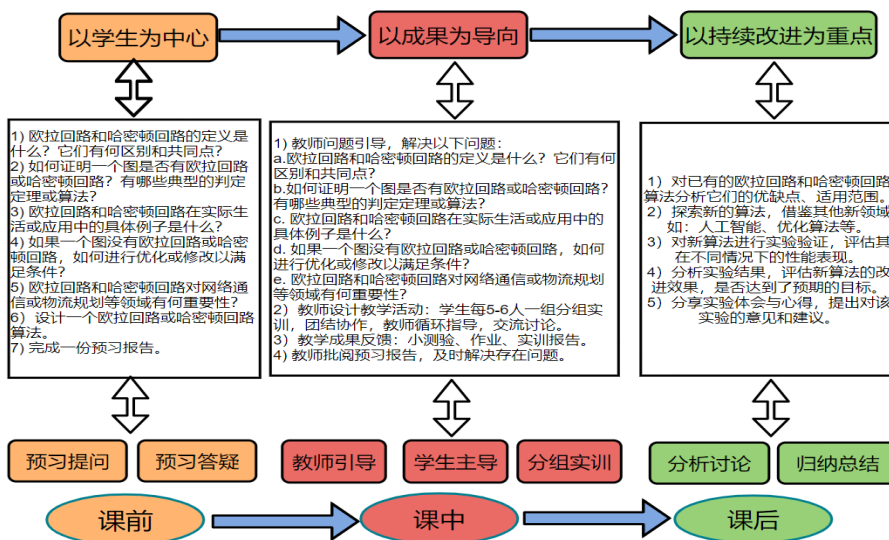 以学生为中心
以成果为导向
以持续改进为重点
1) 欧拉回路和哈密顿回路的定义是
什么？它们有何区别和共同点？
2) 如何证明一个图是否有欧拉回路
或哈密顿回路？有哪些典型的判定
定理或算法？
3) 欧拉回路和哈密顿回路在实际生
活或应用中的具体例子是什么？
4) 如果一个图没有欧拉回路或哈密
顿回路，如何进行优化或修改以满
足条件？
5) 欧拉回路和哈密顿回路对网络通
信或物流规划等领域有何重要性？
6）设计一个欧拉回路或哈密顿回路
算法。
7) 完成一份预习报告。
1) 教师问题引导，解决以下问题：
a.欧拉回路和哈密顿回路的定义是什么？它们有何
区别和共同点？
b.如何证明一个图是否有欧拉回路或哈密顿回路？
有哪些典型的判定定理或算法？
c. 欧拉回路和哈密顿回路在实际生活或应用中的
具体例子是什么？
d. 如果一个图没有欧拉回路或哈密顿回路，如何
进行优化或修改以满足条件？
e. 欧拉回路和哈密顿回路对网络通信或物流规划
等领域有何重要性？
2）教师设计教学活动：学生每5-6人一组分组实
训，团结协作，教师循环指导，交流讨论。
3）教学成果反馈：小测验、作业、实训报告。
4）教师批阅预习报告，及时解决存在问题。
1）对已有的欧拉回路和哈密顿回路
算法分析它们的优缺点、适用范围。
2）探索新的算法，借鉴其他新领域
如：人工智能、优化算法等。
3）对新算法进行实验验证，评估其
在不同情况下的性能表现。
4）分析实验结果，评估新算法的改
进效果，是否达到了预期的目标。
5）分享实验体会与心得，提出对该
实验的意见和建议。
预习提问
预习答疑
教师引导
学生主导
分组实训
分析讨论
归纳总结
课前
课中
课后